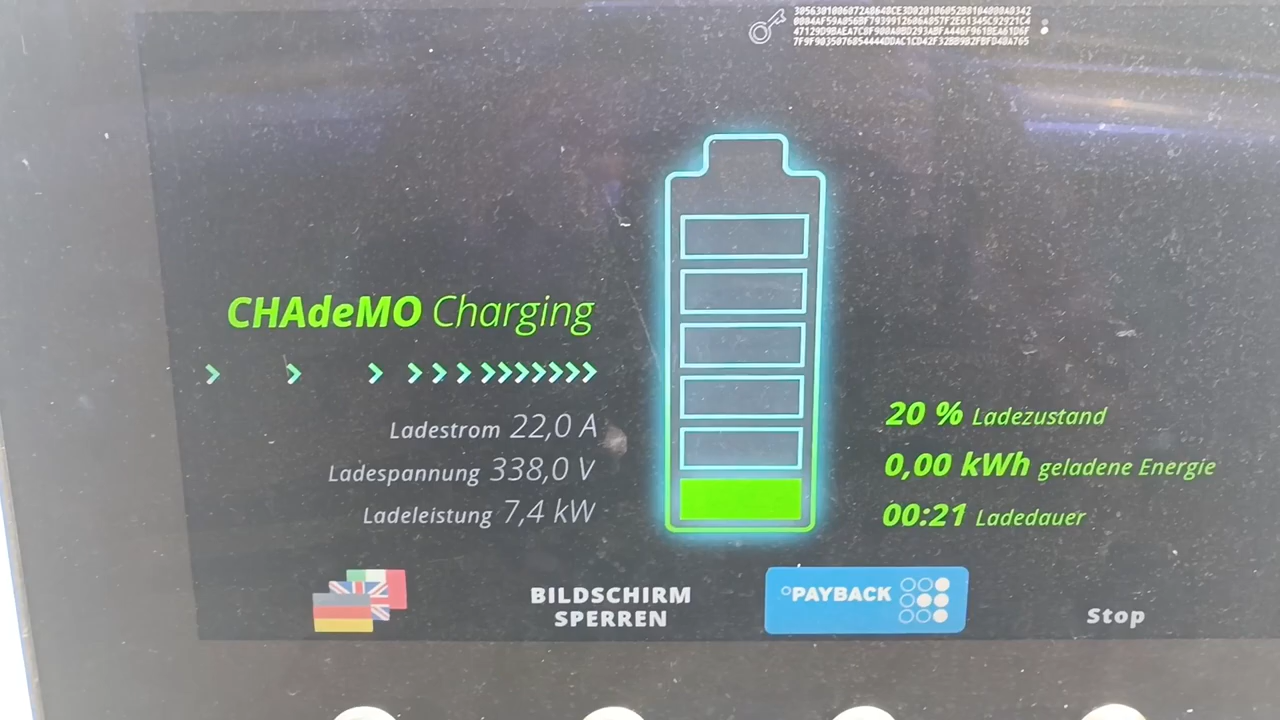 CHAdeMO Charging
Ladestrom 22,0 A
Ladespannung 338,0 V
Ladeleistung 7,4 kW
20 % Ladezustand
0,00 kWh geladene Energie
00:21 Ladedauer
BILDSCHIRM
SPERREN
°PAYBACK
Stop